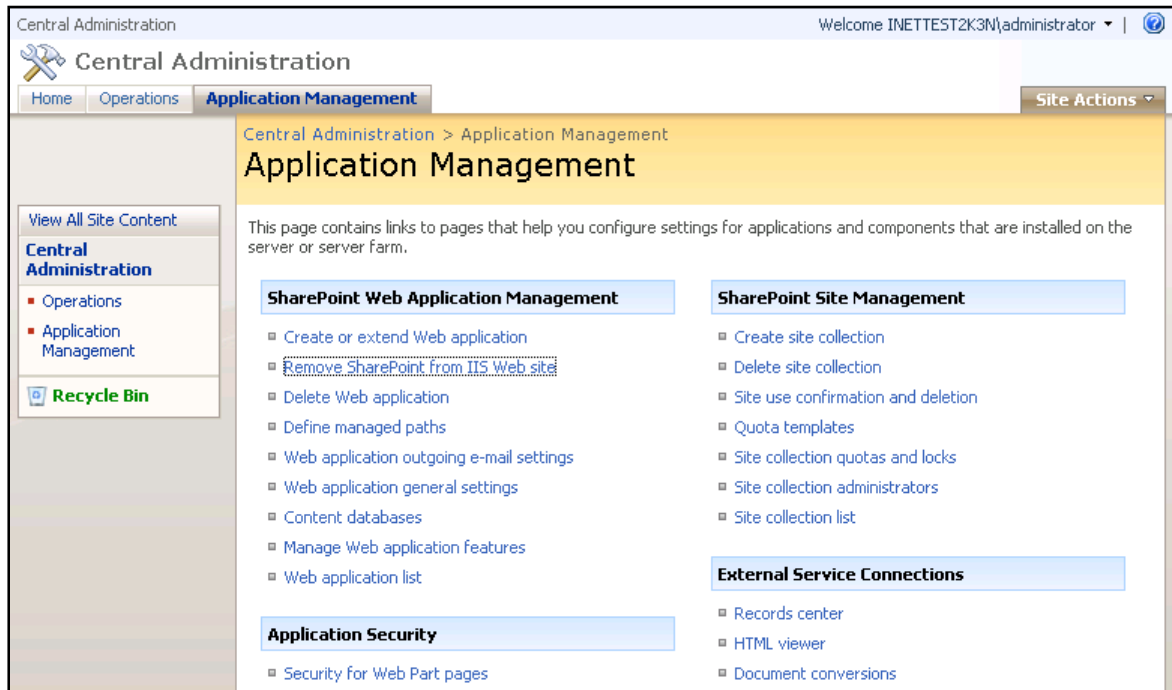 Central Administration
Welcome INETTEST2K3N\administrator
|
Central Administration
Home
Operations
Application Management
Site Actions
Central Administration > Application Management
Application Management
View All Site Content
Central
Administration
Operations
Application
Management
Recycle Bin
This page contains links to pages that help you configure settings for applications and components that are installed on the
server or server farm.
SharePoint Web Application Management
Create or extend Web application
Remove SharePoint from IIS Web site
Delete Web application
Define managed paths
Web application outgoing e-mail settings
Web application general settings
Content databases
Manage Web application features
Web application list
Application Security
Security for Web Part pages
SharePoint Site Management
Create site collection
Delete site collection
Site use confirmation and deletion
Quota templates
Site collection quotas and locks
Site collection administrators
Site collection list
External Service Connections
Records center
HTML viewer
Document conversions